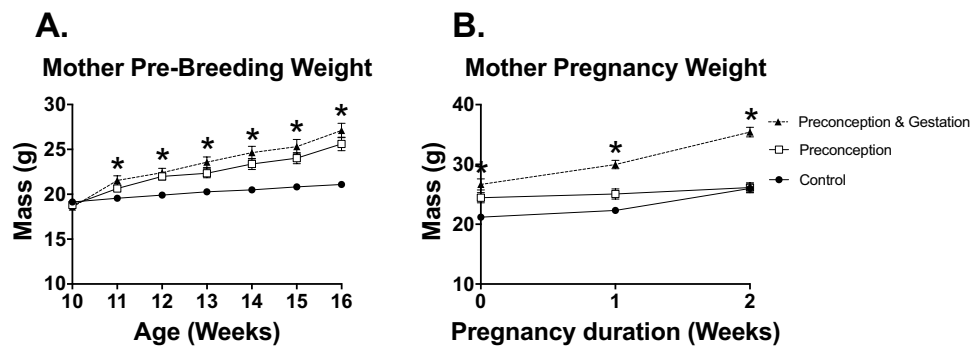 A.
Mother Pre-Breeding Weight
Mass (g)
30
25
20
15
10
* * * * * *
10 11 12 13 14 15 16
Age (Weeks)
B.
Mother Pregnancy Weight
Mass (g)
40
30
20
10
* * *
0 1 2
Pregnancy duration (Weeks)
Preconception & Gestation
Preconception
Control